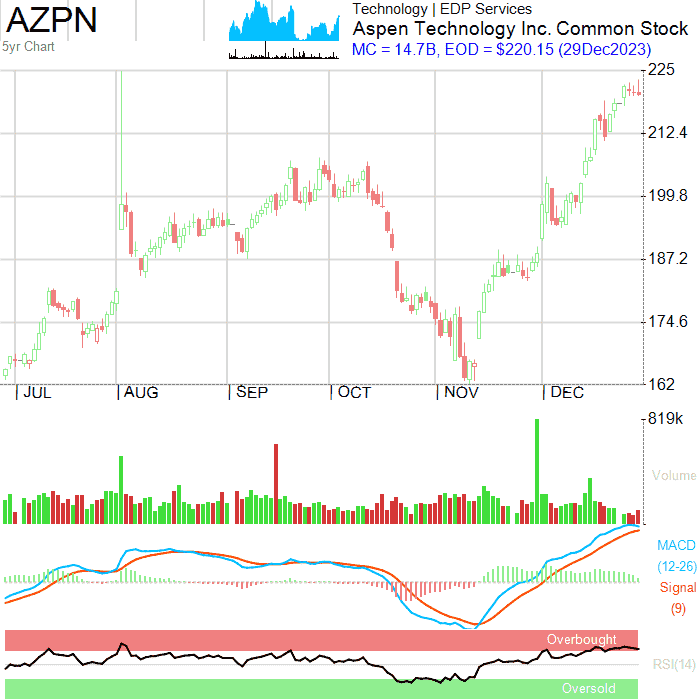 AZPN
5yr Chart
Technology | EDP Services
Aspen Technology Inc. Common Stock
MC = 14.7B, EOD = $220.15 (29Dec2023)
225
212.4
199.8
187.2
174.6
162
JUL AUG SEP OCT NOV DEC
819k
Volume
MACD
(12-26)
Signal
(9)
Overbought
RSI(14)
Oversold